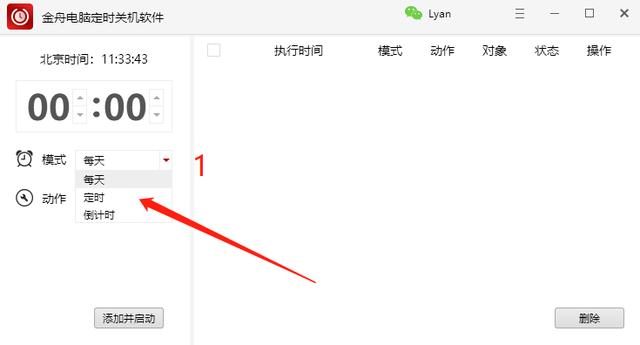 金舟电脑定时关机软件
Lyan
北京时间：11:33:43
执行时间 模式 动作 对象 状态 操作
00:00
模式 每天
1
每天
动作
定时
倒计时
添加并启动
删除